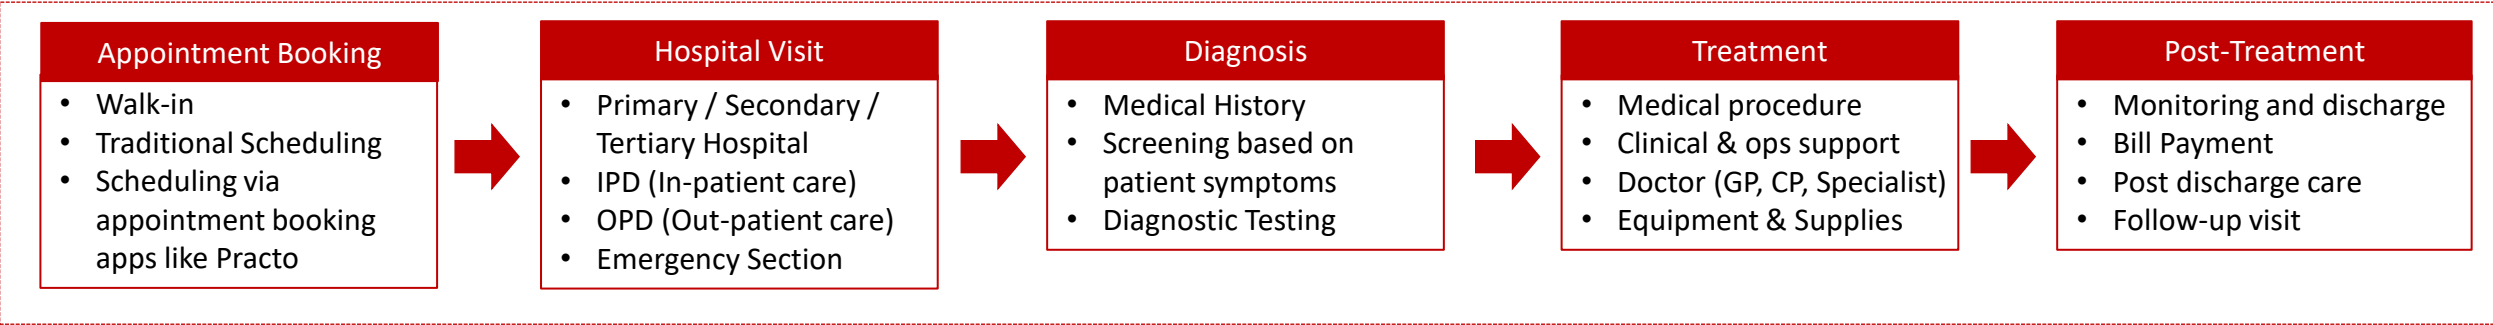 Appointment Booking
• Walk-in
• Traditional Scheduling
• Scheduling via
appointment booking
apps like Practo
Hospital Visit
• Primary / Secondary /
Tertiary Hospital
• IPD (In-patient care)
• OPD (Out-patient care)
• Emergency Section
Diagnosis
• Medical History
• Screening based on
patient symptoms
• Diagnostic Testing
Treatment
• Medical procedure
• Clinical & ops support
• Doctor (GP, CP, Specialist)
• Equipment & Supplies
Post-Treatment
• Monitoring and discharge
• Bill Payment
• Post discharge care
• Follow-up visit